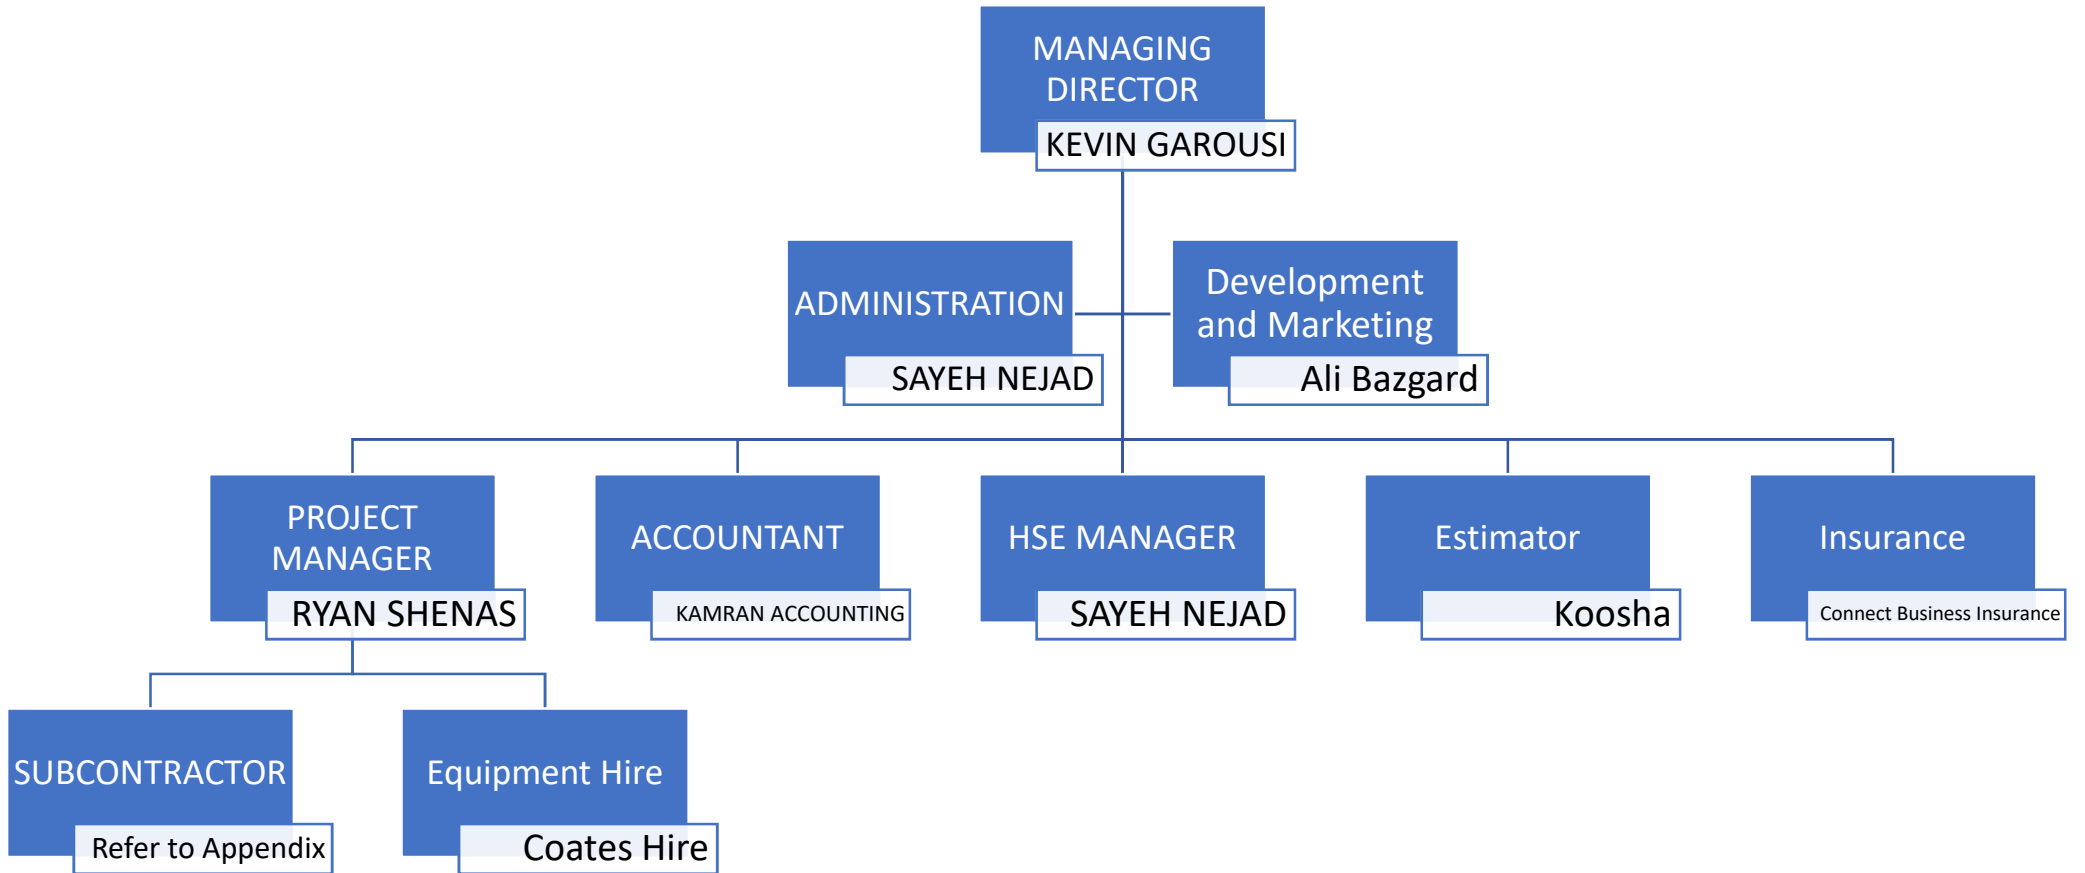 MANAGING
DIRECTOR
KEVIN GAROUSI
ADMINISTRATION
SAYEH NEJAD
Development
and Marketing
Ali Bazgard
PROJECT
MANAGER
RYAN SHENAS
ACCOUNTANT
KAMRAN ACCOUNTING
HSE MANAGER
SAYEH NEJAD
Estimator
Koosha
Insurance
Connect Business Insurance
SUBCONTRACTOR
Refer to Appendix
Equipment Hire
Coates Hire